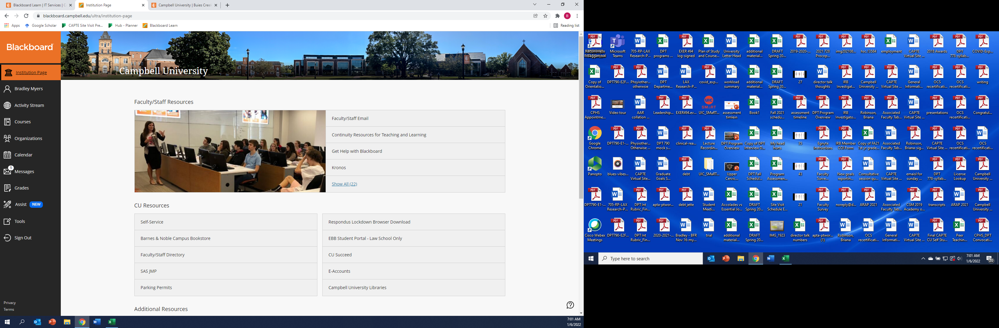 Blackboard Learn | IT Services | C
Institution Page
Campbell University | Buies Cree
blackboard.campbell.edu/ultra/institution-page
B
Apps
Google Scholar
CAPTE Site Visit Pre...
Hub - Planner
Blackboard Learn
Reading list
Blackboard
Institution Page
Bradley Myers
Activity Stream
Courses
Organizations
Calendar
1
Messages
Grades
Assist NEW
Tools
Sign Out
Privacy
Terms
Campbell University
Faculty/Staff Resources
Faculty/Staff Email
Continuity Resources for Teaching and Learning
Get Help with Blackboard
Kronos
Show All (22)
CU Resources
Self-Service
Respondus Lockdown Browser Download
Barnes & Noble Campus Bookstore
EBB Student Portal - Law School Only
Faculty/Staff Directory
CU Succeed
SAS JMP
E-Accounts
Parking Permits
Campbell University Libraries
Additional Resources
7:01 AM
1/6/2022
Microsoft Teams
705-RP-LAX Research-P...
DPT programs ...
EXER 494 log-signed
Plan of Study and Course...
University Letter Head
additional material...
DRAFT Spring 20...
2019-2020-...
2021 728 Procop...
img202108...
hsc.13584
employment
CAPTE Virtual Site ...
2018 Awards
DPT 778-syllab...
COVID-Exp...
Copy of Orientatio...
DPT790-E2F...
Phsyiother... otherwsie
DPT Departme...
LAX Research-P...
covid_exp...
workload summary
additional material...
DRAFT Spring 20...
27
director talk thoughts
IRB Investigat...
Campbell University ...
CAPTE Virtual Site ...
General Informati...
OCS recertificati...
OCS recertificati...
writing
CPHS Appointme...
Video tour
AAR collation ...
Leadership...
EXER494.ev...
UIC SMaRT
UIC_SMaRT...
assessment timlein
Book1
Fall 2021 schedu...
assessment timeline
DPT Program Overview
IRB Investigato...
Robinson, Briana
Associated Faculty Tab...
CAPTE Virtual Site ...
presentations
OCS recertificati...
Congratul...
Google Chrome
DPT790-E1-...
Physiother... Otherwise ...
DPT 790 mock s...
clinical-rea...
Lecture Recordin...
DPT Program Overview
Copy of DPT Interview D...
My head hurts
35
Egnyte Instructions
IRB Member COI Form
Copy of FA21 1st yr grade...
Associated Faculty Tab...
Robinson, Briana-sig...
CAPTE Virtual Site ...
OCS recertificati...
OCS recertificati...
Panopto
blues-vibes...
CAPTE Virtual Site...
Graduate Goals S...
debt
UIC_SMaRT...
Upper Cervic...
DPT Fall Schedul...
Program Assessmen...
43
Faculty Surve...
New goals reportin...
Consultative session qu...
CAPTE Virtual Site ...
emaisl for sunday ...
DPT 778-syllab...
License Lookup
Campbell University ...
DPT790-E1-...
705-RP-LAX Research-P...
DPT Int Rubric_Fin...
apta-ptwor...
debt jette
Student Meeti...
Accolades vs Essential Jo...
DRAFT Spring 20...
Site Visit Schedule E...
21
Faculty Survey
noreply@d...
ARAP 2021
Associated Faculty Tab...
CSM 2019 Academy o...
transcripts
ARAP 2021
Campbell University ...
Cisco Webex Meetings
DPT790-E2F...
DPT Int Rubric_Fin...
2020-2021-...
Bradley - BFR Nov 16-my...
trial
additional material...
DRAFT Spring 20...
IMG_1923
director talk numbers
apta-ptwor... (1)
Robinson, Briana
OCS recertificati...
General Informati...
CAPTE Virtual Site ...
Final CAPTE CU Self Stu...
Peer Teachin...
CPHS_DPT Convocati...
Type here to search
7:01 AM
1/6/2022
20